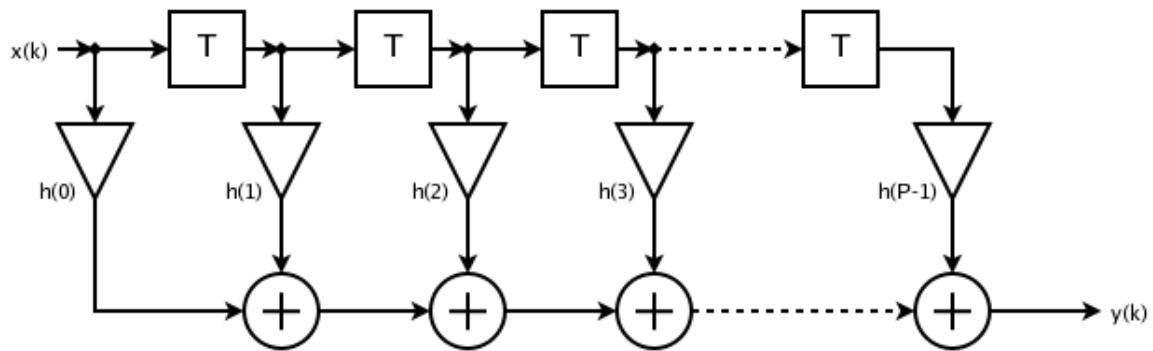 x(k) T T T T
h(0) h(1) h(2) h(3) h(P-1)
+ + + + y(k)